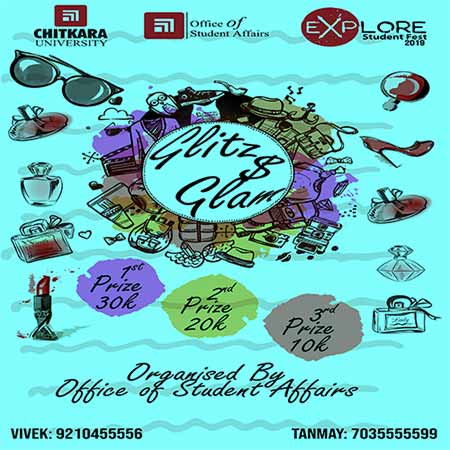 CHITKARA
UNIVERSITY
Office Of
Student Affairs
EXPLORE
Student Fest
2019
Glitz
&
Glam
1st
Prize
30k
2nd
Prize
20k
3rd
Prize
10k
Organised By
Office of Student Affairs
VIVEK: 9210455556
TANMAY: 7035555599